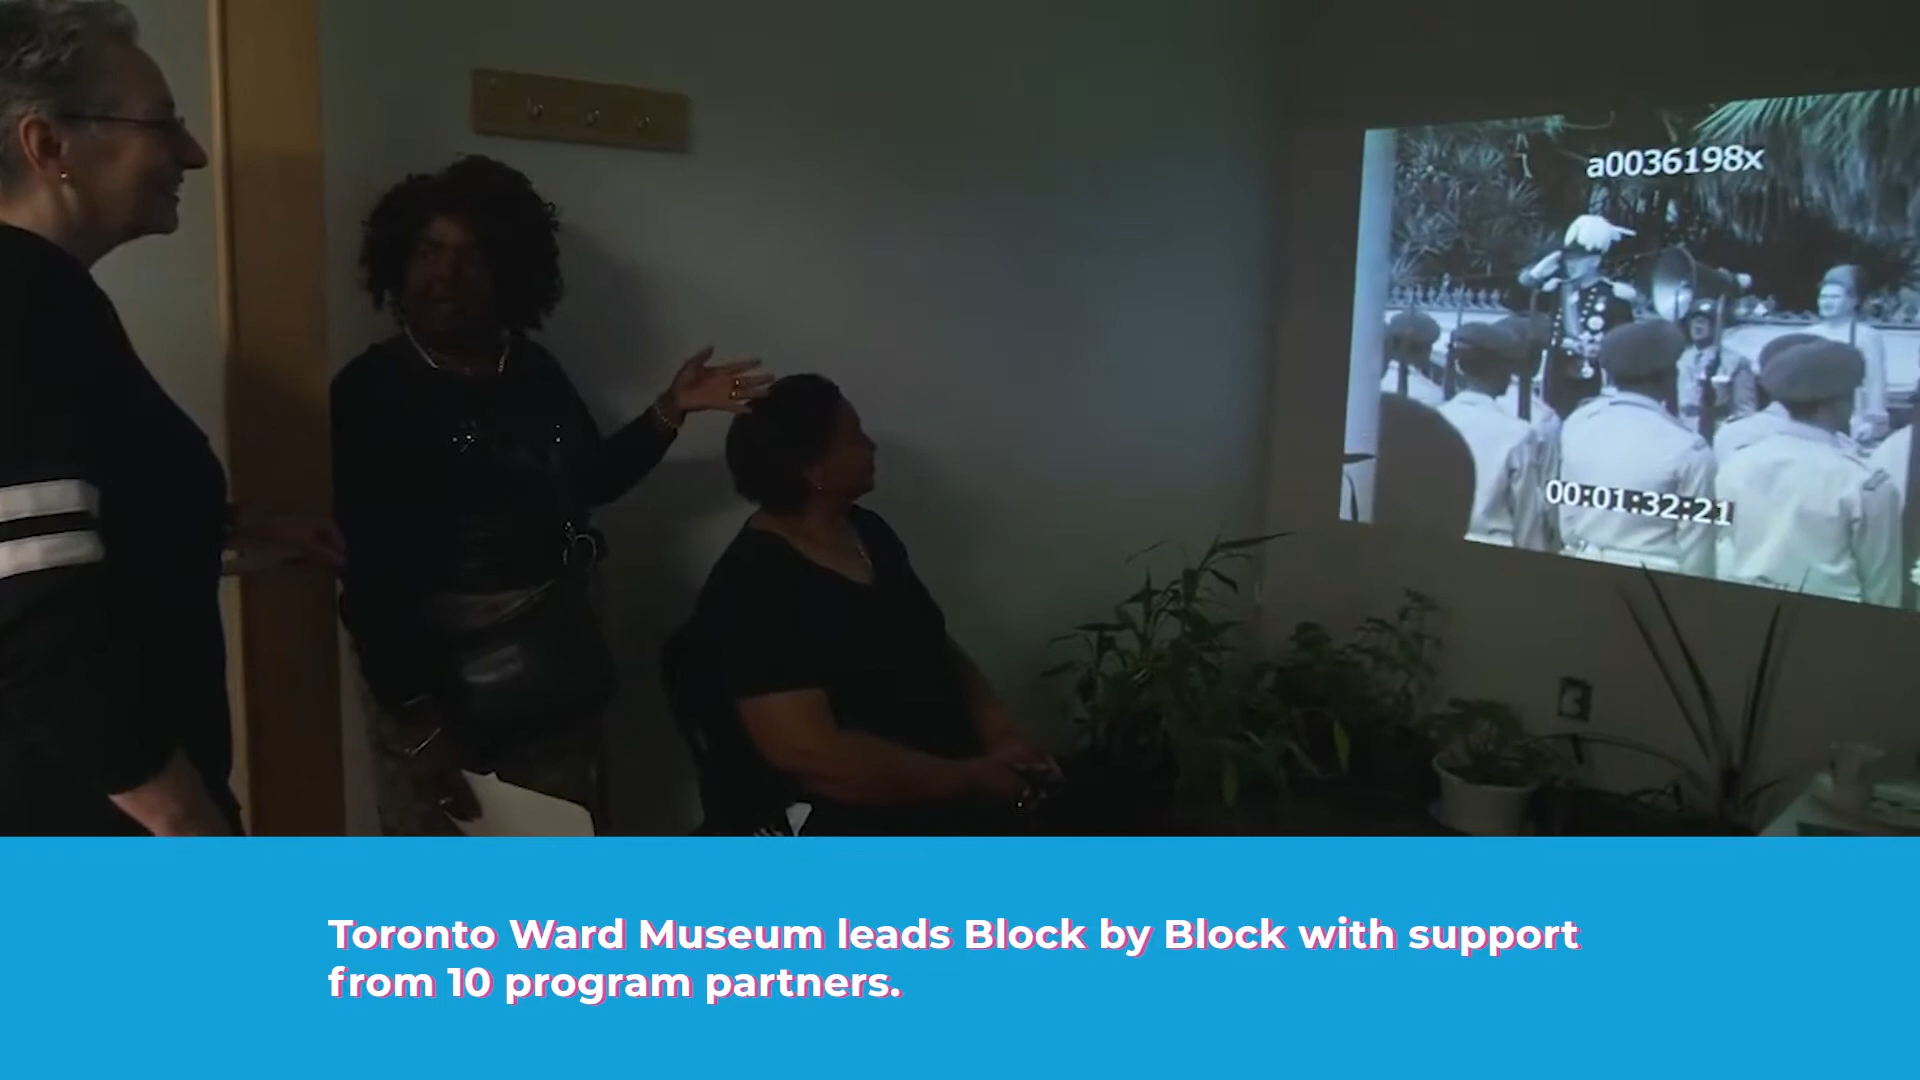 a0036198x
00:01:32:21
Toronto Ward Museum leads Block by Block with support
from 10 program partners.